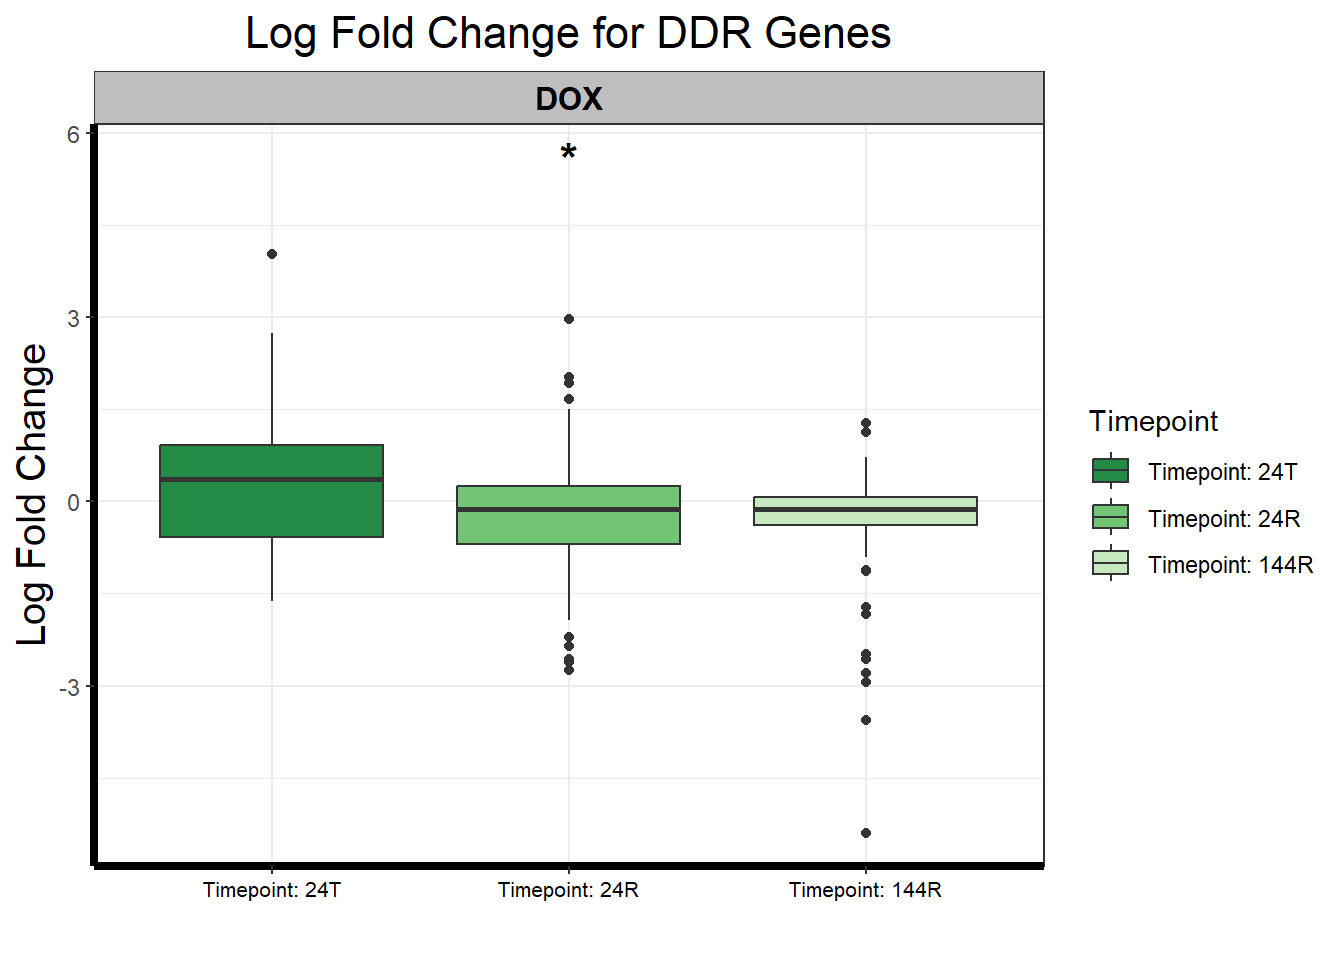 Log Fold Change for DDR Genes
DOX
*
6
3
0
-3
Log Fold Change
Timepoint: 24T
Timepoint: 24R
Timepoint: 144R
Timepoint
Timepoint: 24T
Timepoint: 24R
Timepoint: 144R